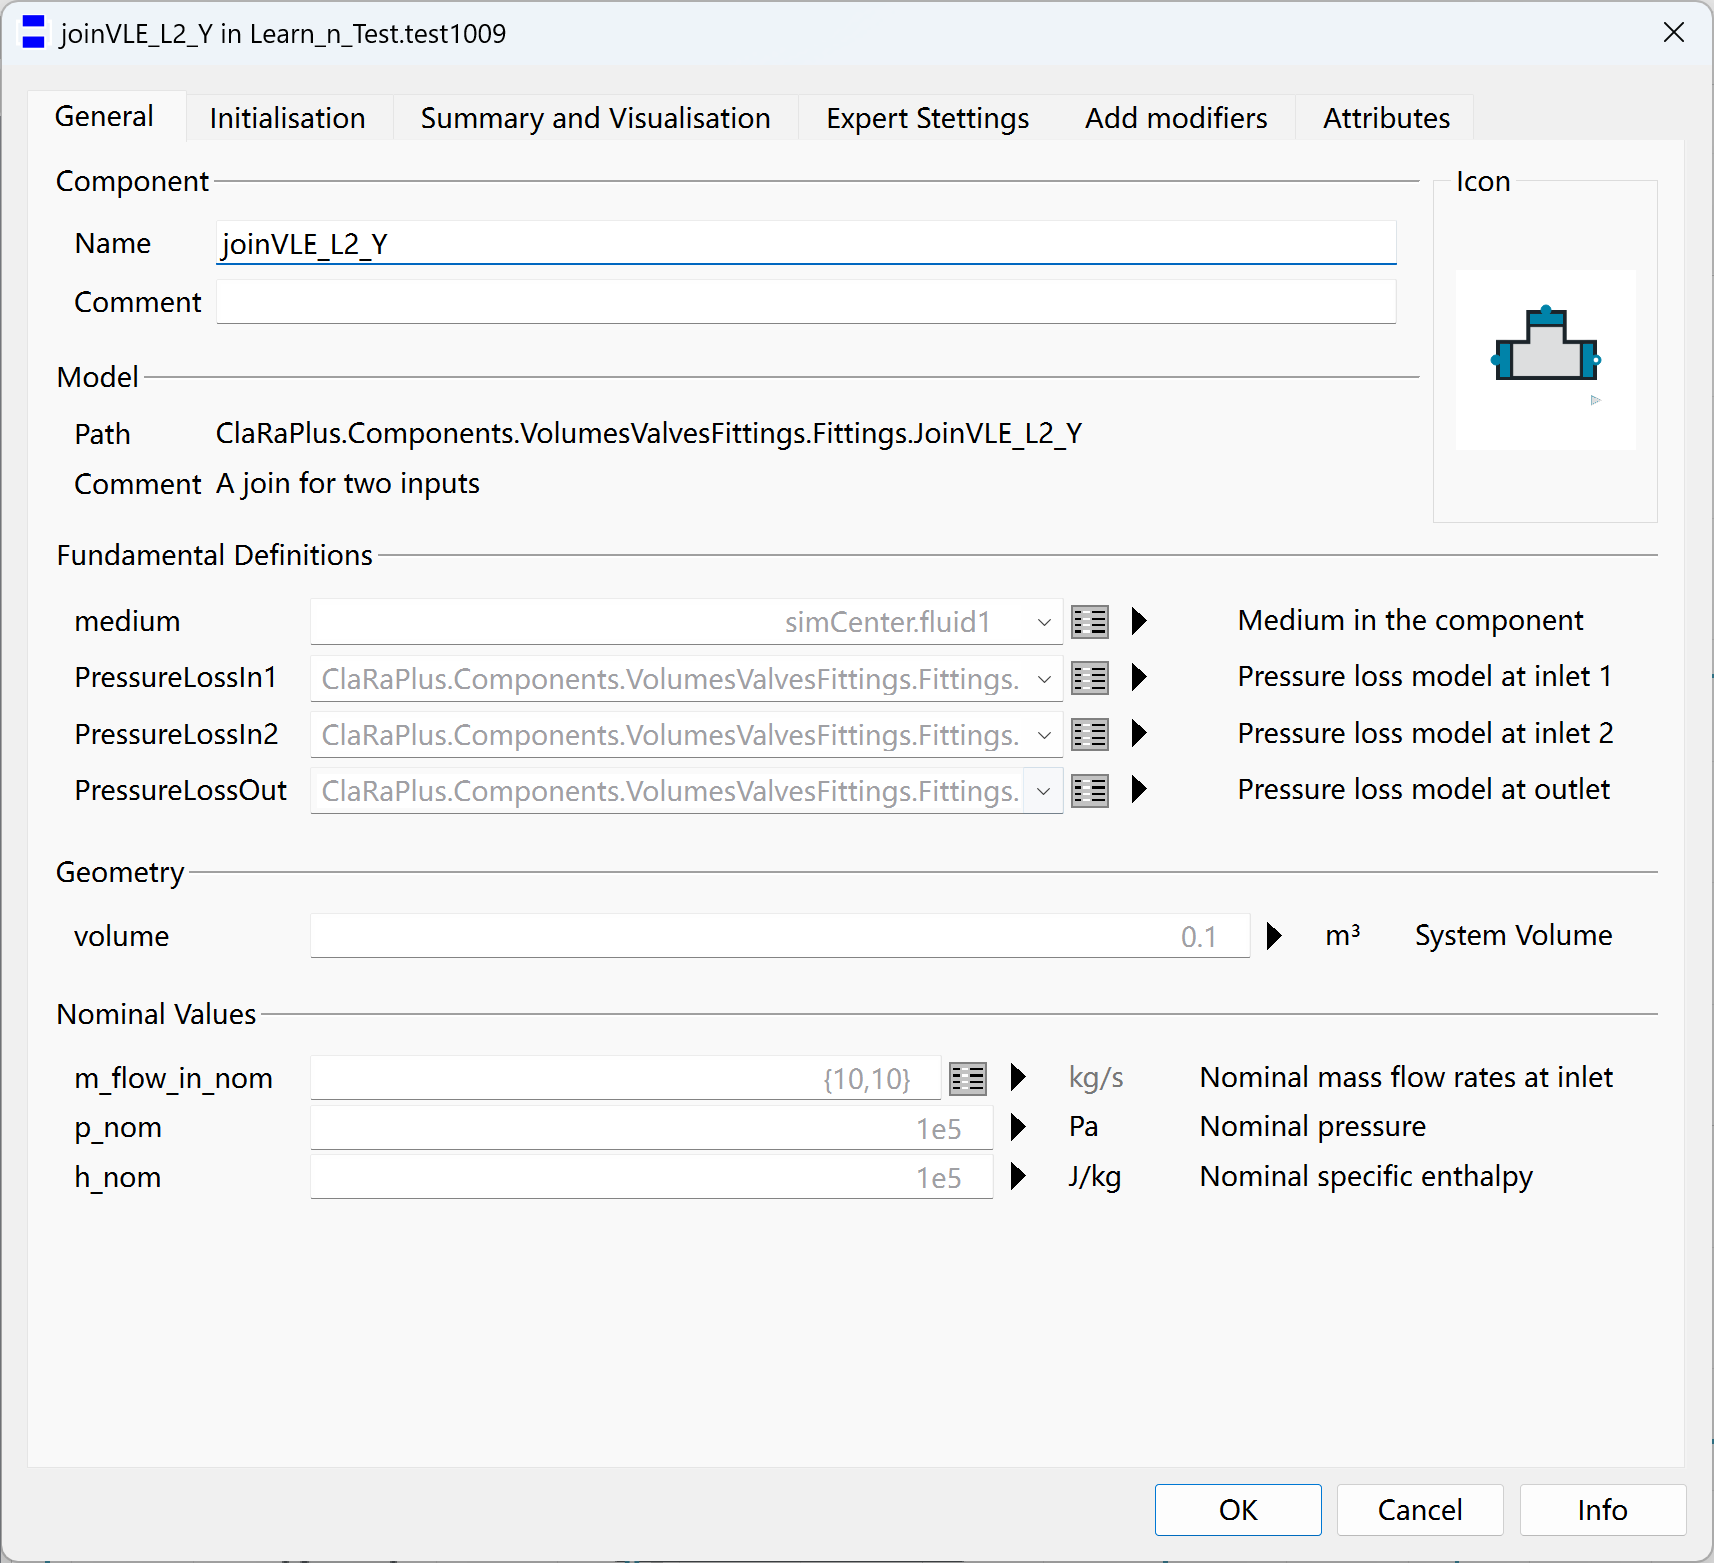 joinVLE_L2_Y in Learn_n_Test.test1009
General Initialisation Summary and Visualisation Expert Stettings Add modifiers Attributes
Component
Icon
Name joinVLE_L2_Y
Comment
Model
Path ClaRaPlus.Components.VolumesValvesFittings.Fittings.JoinVLE_L2_Y
Comment A join for two inputs
Fundamental Definitions
medium simCenter.fluid1 Medium in the component
PressureLossIn1 ClaRaPlus.Components.VolumesValvesFittings.Fittings. Pressure loss model at inlet 1
PressureLossIn2 ClaRaPlus.Components.VolumesValvesFittings.Fittings. Pressure loss model at inlet 2
PressureLossOut ClaRaPlus.Components.VolumesValvesFittings.Fittings. Pressure loss model at outlet
Geometry
volume 0.1 m³ System Volume
Nominal Values
m_flow_in_nom {10,10} kg/s Nominal mass flow rates at inlet
p_nom 1e5 Pa Nominal pressure
h_nom 1e5 J/kg Nominal specific enthalpy
OK Cancel Info